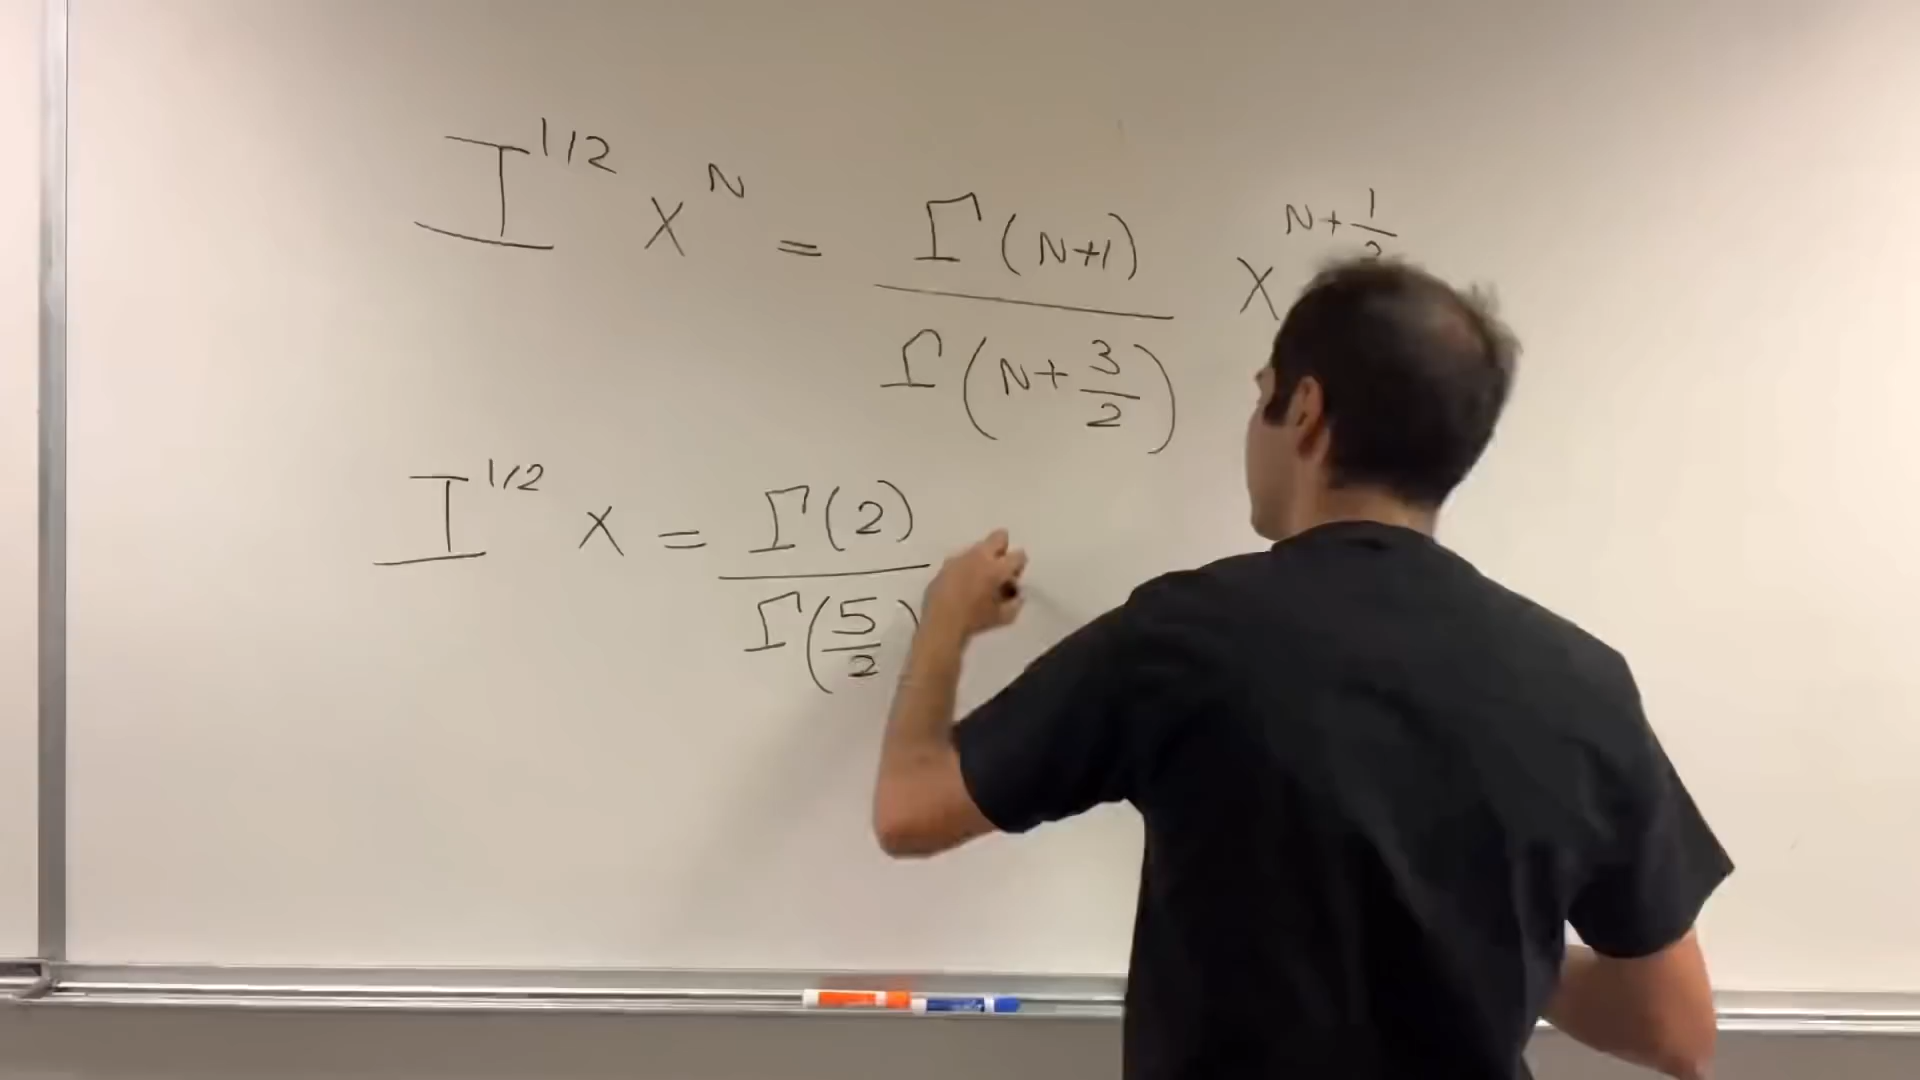 I^{1/2} x^N = Γ(N+1) / Γ(N + 3/2) x^{N + 1/2}
I^{1/2} x = Γ(2) / Γ(5/2)